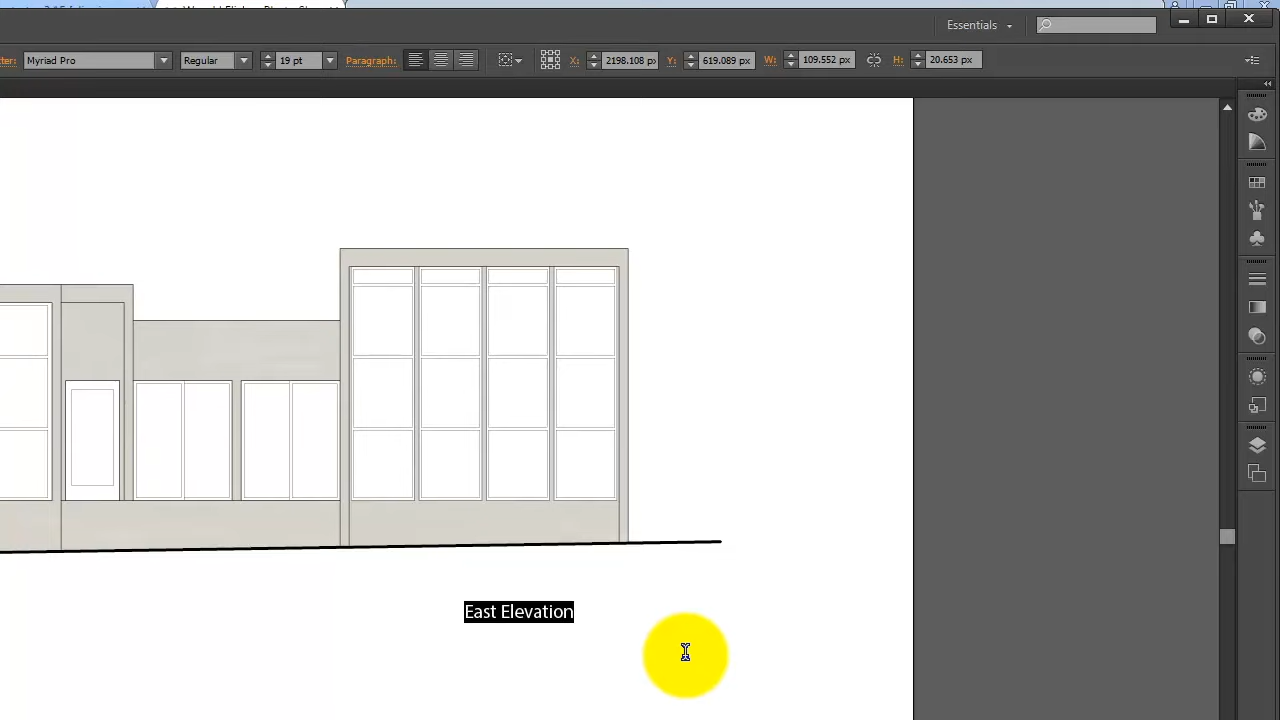 Essentials
ter:
Myriad Pro
Regular
19 pt
Paragraph:
X:
2198.108 px
Y:
619.089 px
W:
109.552 px
H:
20.653 px
East Elevation